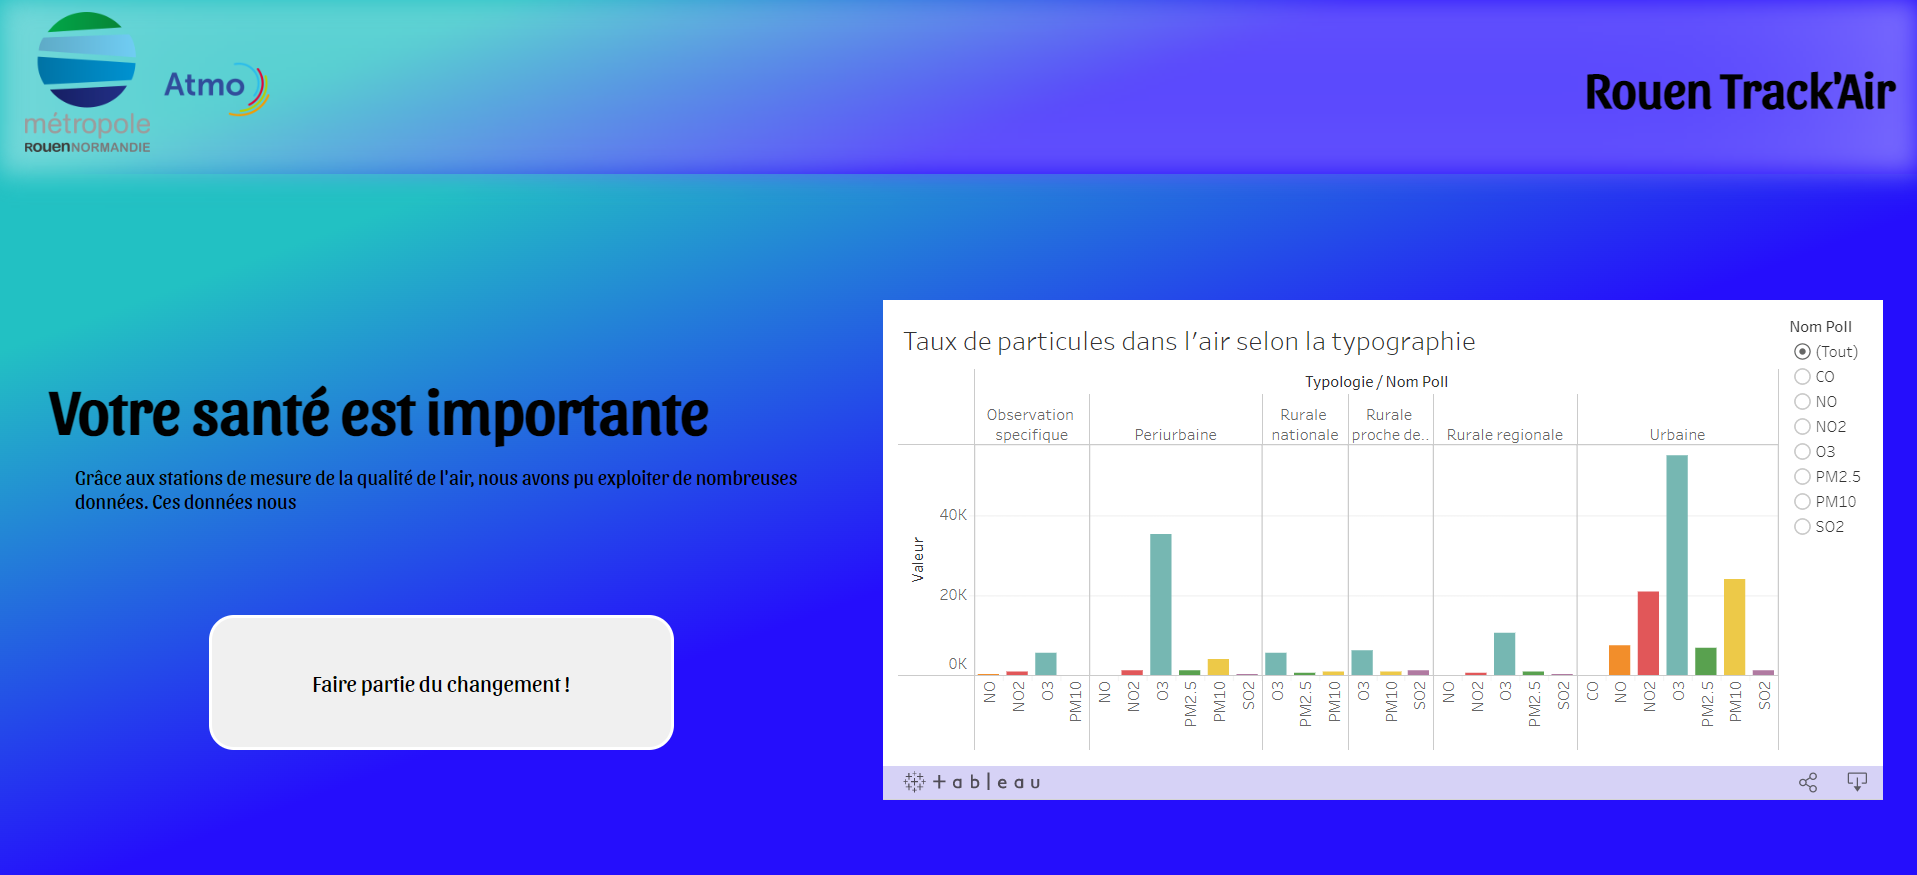 métropole
ROUENNORMANDIE
Atmo
Rouen Track'Air
Votre santé est importante
Grâce aux stations de mesure de la qualité de l'air, nous avons pu exploiter de nombreuses
données. Ces données nous
Faire partie du changement !
Taux de particules dans l'air selon la typographie
Typologie / Nom Poll
Observation
specifique
Periurbaine
Rurale
nationale
Rurale
proche de..
Rurale regionale
Urbaine
Valeur
40K
20K
0K
NO
NO2
O3
PM10
NO
NO2
O3
PM2.5
PM10
SO2
O3
PM2.5
PM10
O3
PM10
SO2
NO
NO2
O3
PM2.5
SO2
CO
NO
NO2
O3
PM2.5
PM10
SO2
Nom Poll
(Tout)
CO
NO
NO2
O3
PM2.5
PM10
SO2
tableau